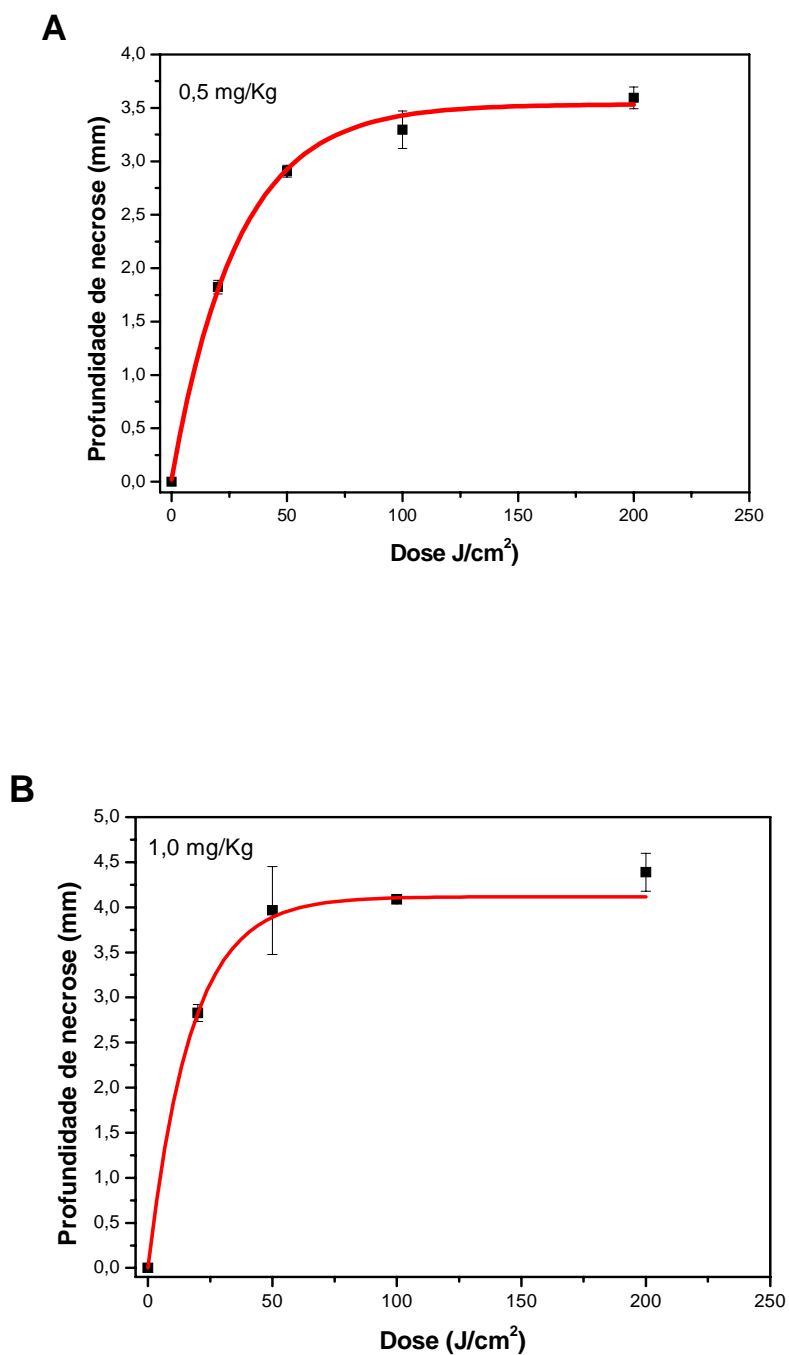 A
0,5 mg/Kg
Profundidade de necrose (mm)
4,0
3,5
3,0
2,5
2,0
1,5
1,0
0,5
0,0
0 50 100 150 200 250
Dose J/cm²)
B
1,0 mg/Kg
Profundidade de necrose (mm)
5,0
4,5
4,0
3,5
3,0
2,5
2,0
1,5
1,0
0,5
0,0
0 50 100 150 200 250
Dose (J/cm²)